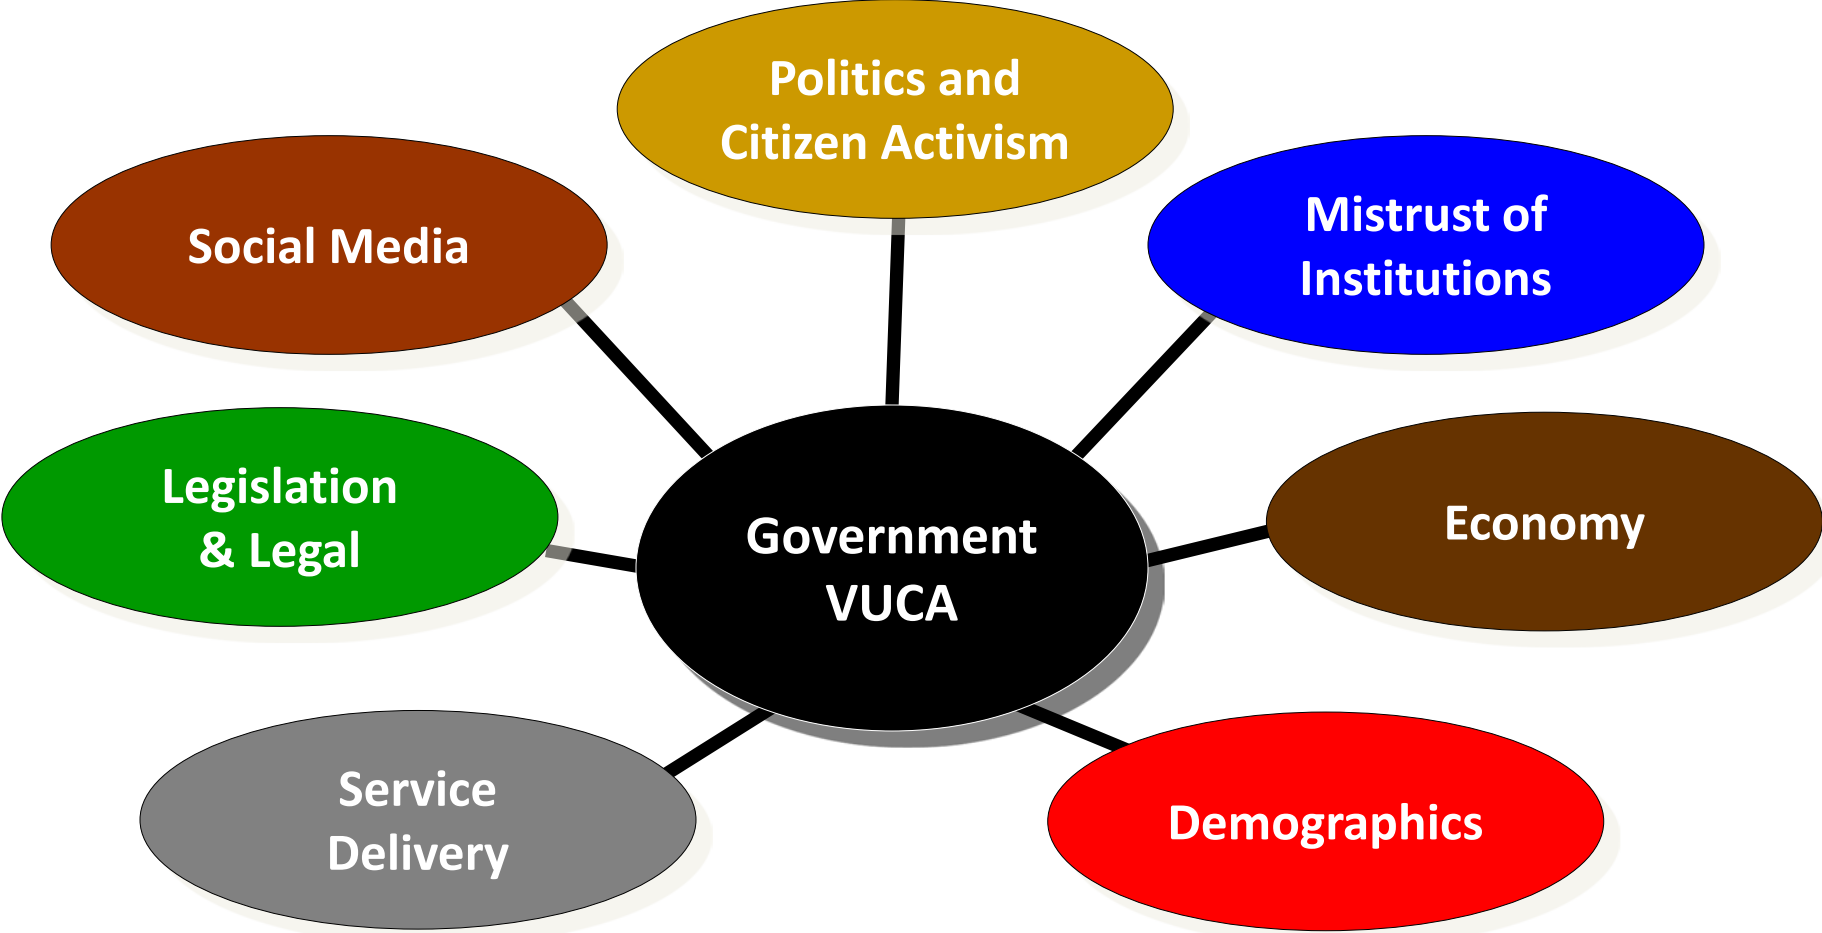 Politics and
Citizen Activism
Social Media
Mistrust of
Institutions
Legislation
& Legal
Economy
Government
VUCA
Service
Delivery
Demographics